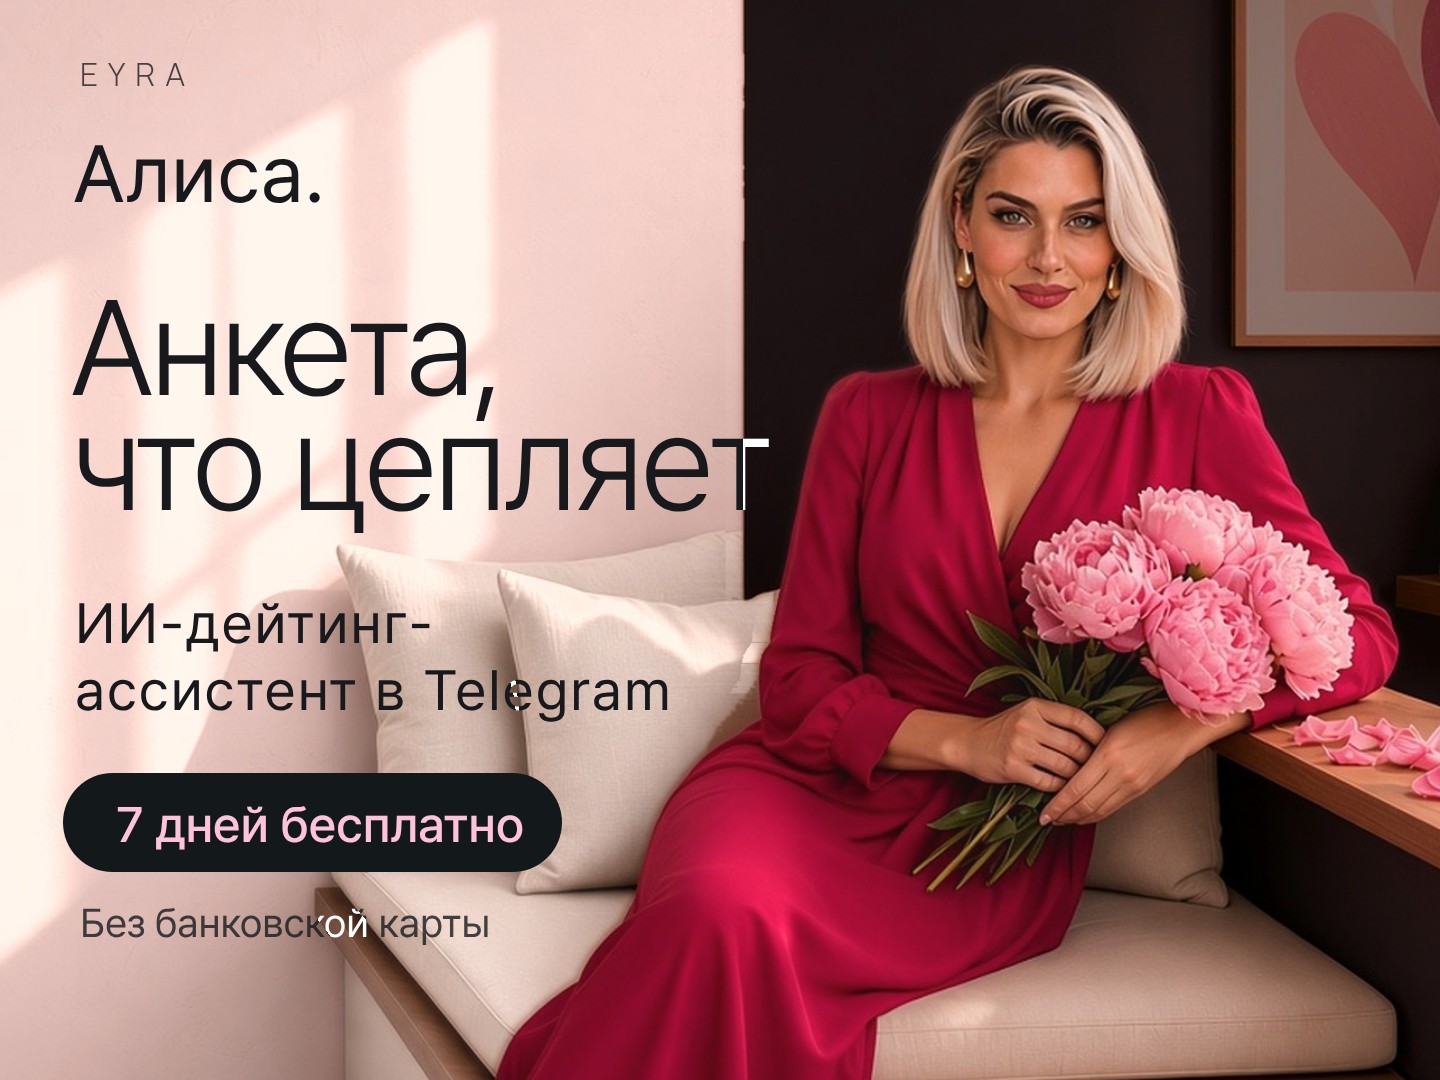 EYRA
Алиса.
Анкета,
что цепляет
ИИ-дейтинг-
ассистент в Telegram
7 дней бесплатно
Без банковской карты